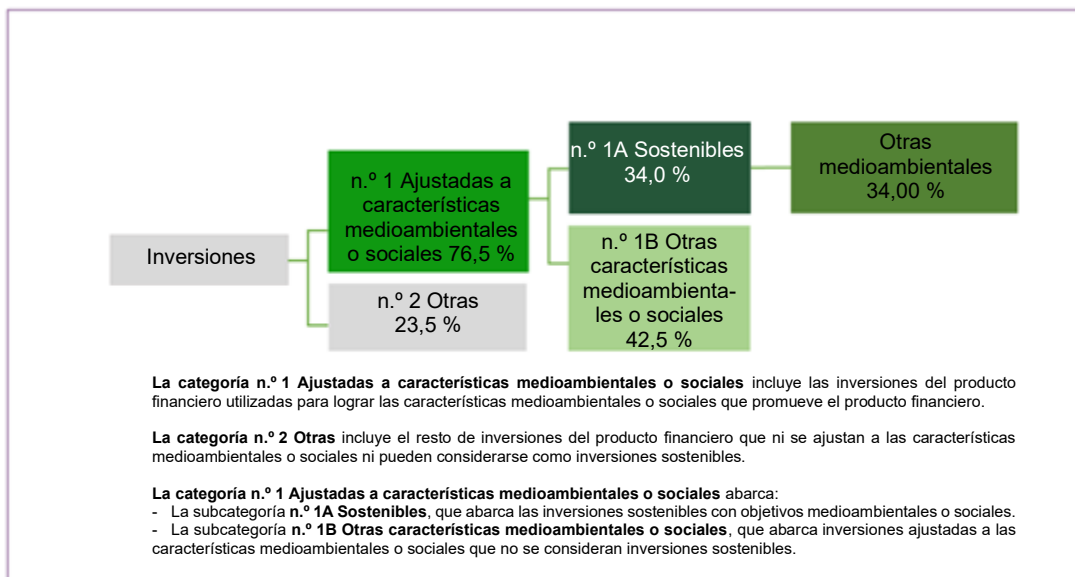 n.º 1A Sostenibles
34,0 %
Otras
medioambientales
34,00 %
n.º 1 Ajustadas a
características
medioambientales
o sociales 76,5 %
n.º 1B Otras
características
medioambienta-
les o sociales
42,5 %
Inversiones
n.º 2 Otras
23,5 %
La categoría n.º 1 Ajustadas a características medioambientales o sociales incluye las inversiones del producto
financiero utilizadas para lograr las características medioambientales o sociales que promueve el producto financiero.
La categoría n.º 2 Otras incluye el resto de inversiones del producto financiero que ni se ajustan a las características
medioambientales o sociales ni pueden considerarse como inversiones sostenibles.
La categoría n.º 1 Ajustadas a características medioambientales o sociales abarca:
- La subcategoría n.º 1A Sostenibles, que abarca las inversiones sostenibles con objetivos medioambientales o sociales.
- La subcategoría n.º 1B Otras características medioambientales o sociales, que abarca inversiones ajustadas a las
características medioambientales o sociales que no se consideran inversiones sostenibles.